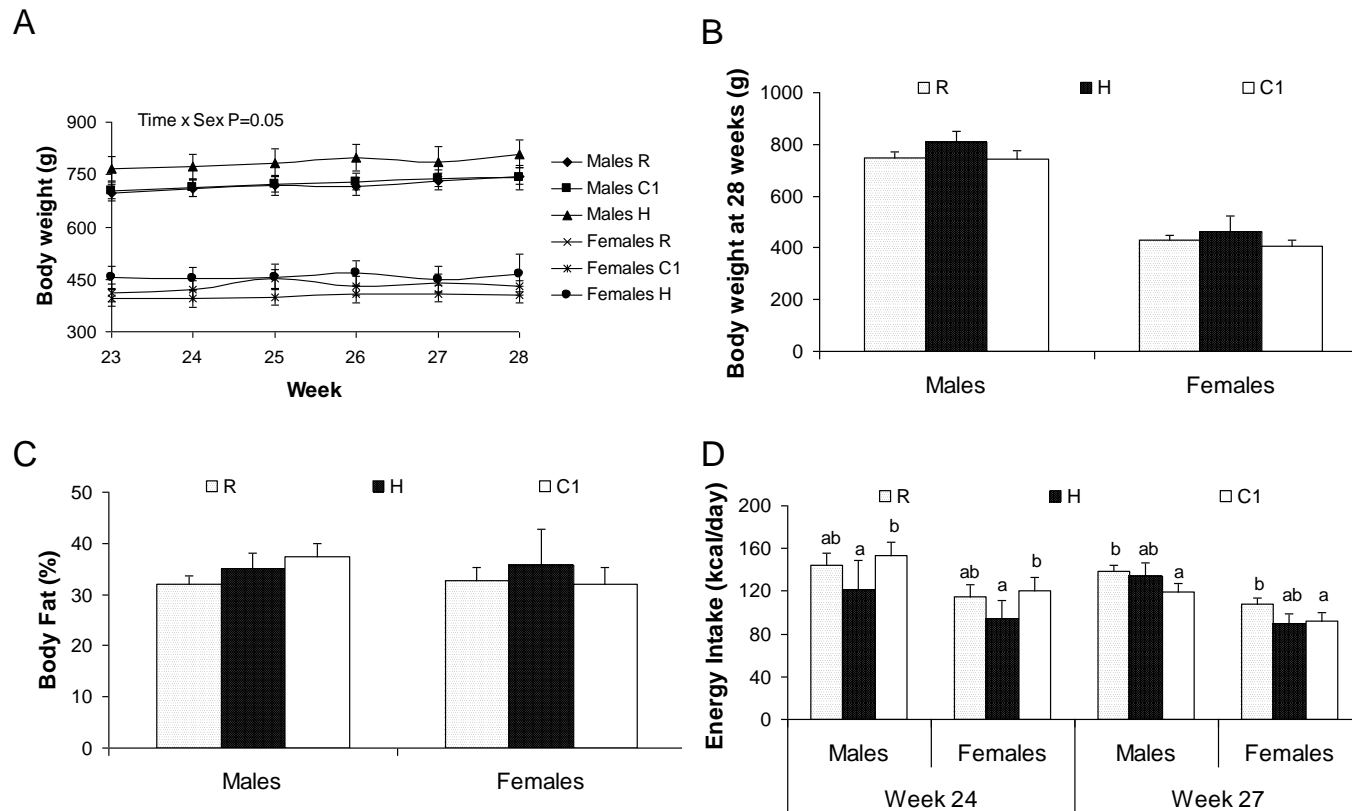 A
Time x Sex P=0.05
Body weight (g)
900
750
600
450
300
23 24 25 26 27 28
Week
Males R
Males C1
Males H
Females R
Females C1
Females H
B
R H C1
Body weight at 28 weeks (g)
1000
800
600
400
200
0
Males Females
C
R H C1
Body Fat (%)
50
40
30
20
10
0
Males Females
D
R H C1
Energy Intake (kcal/day)
200
160
120
80
40
0
ab a b ab a b b ab a b ab a
Males Females Males Females
Week 24 Week 27